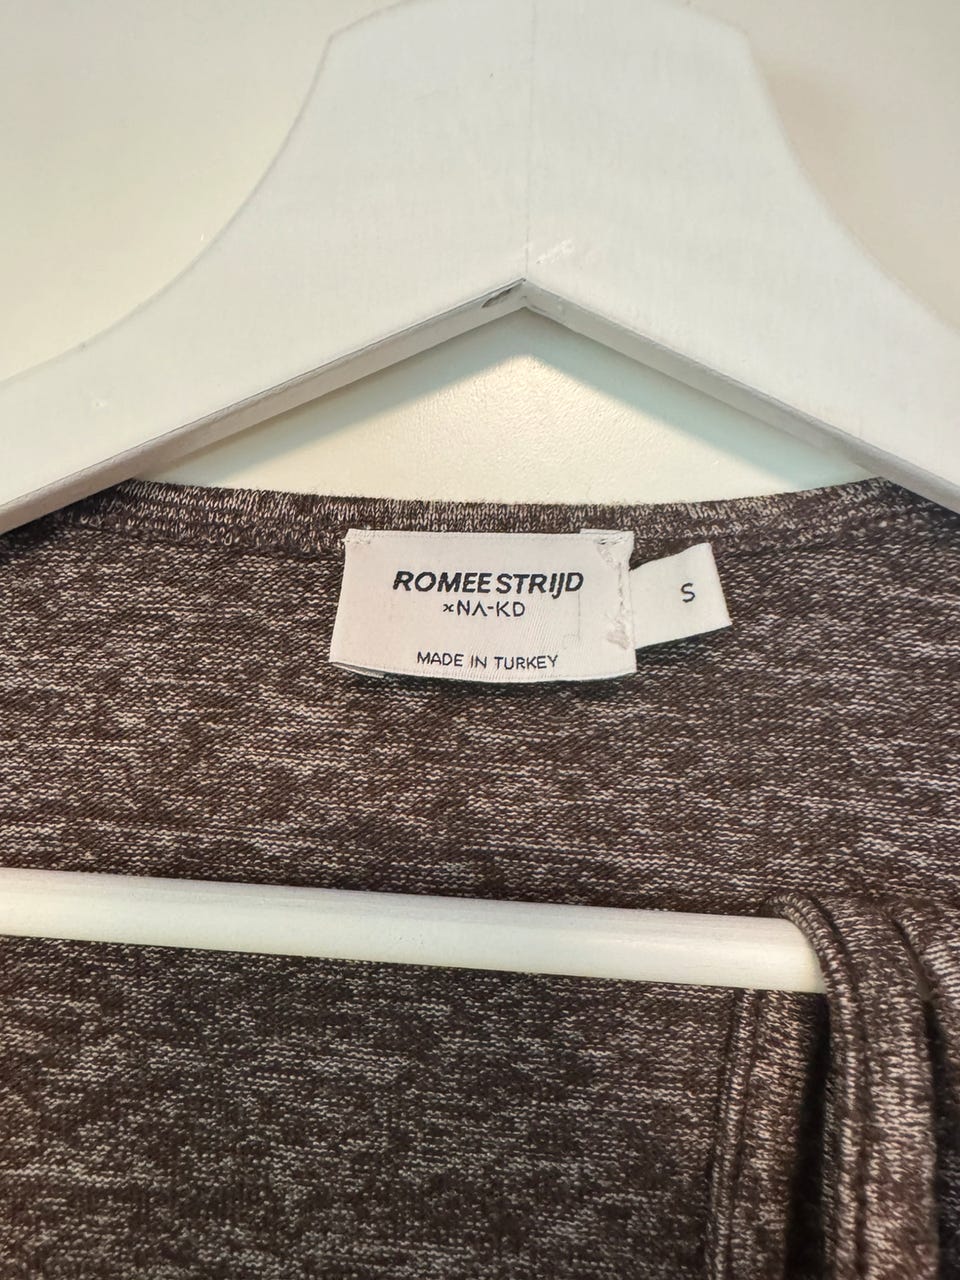 ROMEE STRIJD
×NA-KD
MADE IN TURKEY
S